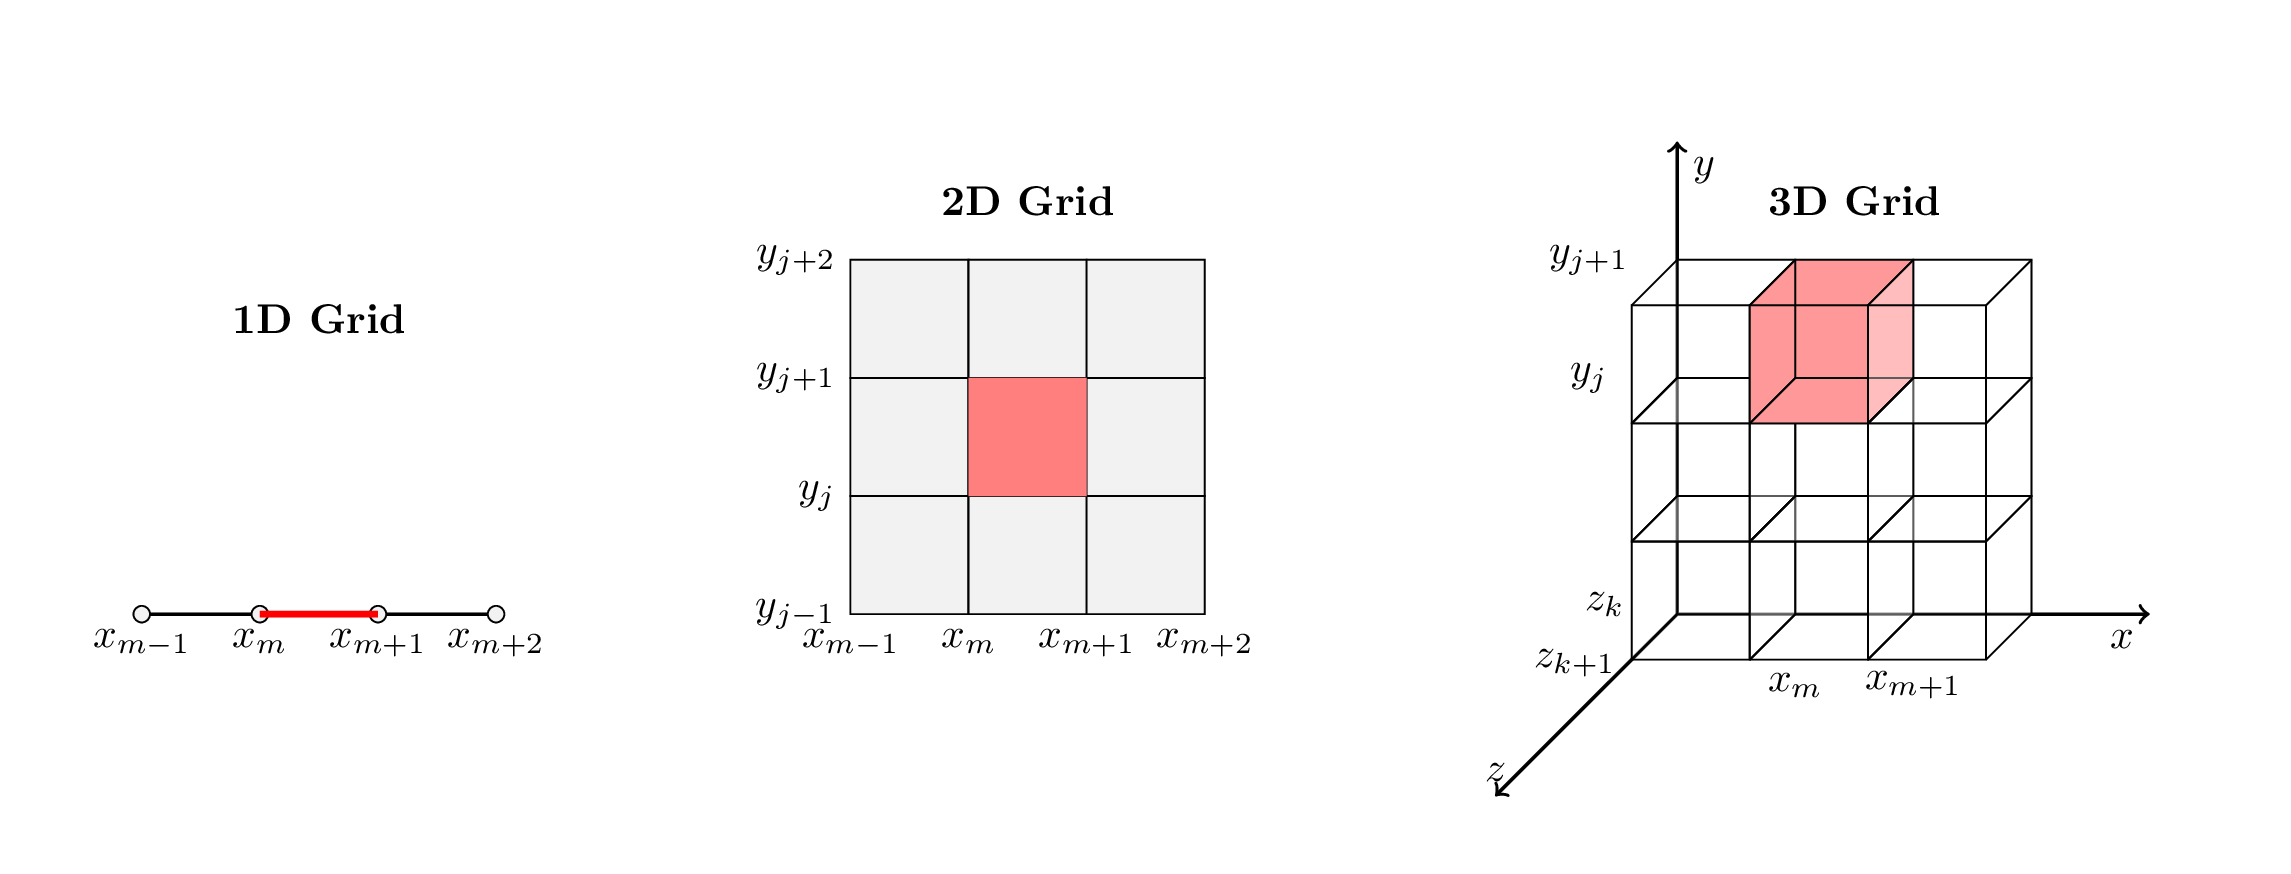 1D Grid
x_{m-1} x_m x_{m+1} x_{m+2}
2D Grid
y_{j+2}
y_{j+1}
y_j
y_{j-1}
x_{m-1} x_m x_{m+1} x_{m+2}
y
3D Grid
y_{j+1}
y_j
z_k
z_{k+1}
x
x_m x_{m+1}
z